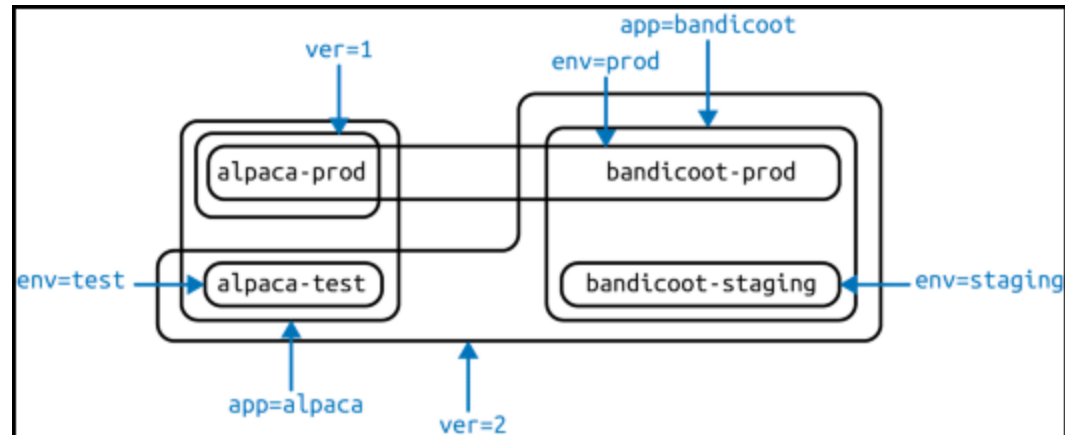 app=bandicoot
ver=1
env=prod
alpaca-prod
bandicoot-prod
env=test
alpaca-test
bandicoot-staging
env=staging
app=alpaca
ver=2